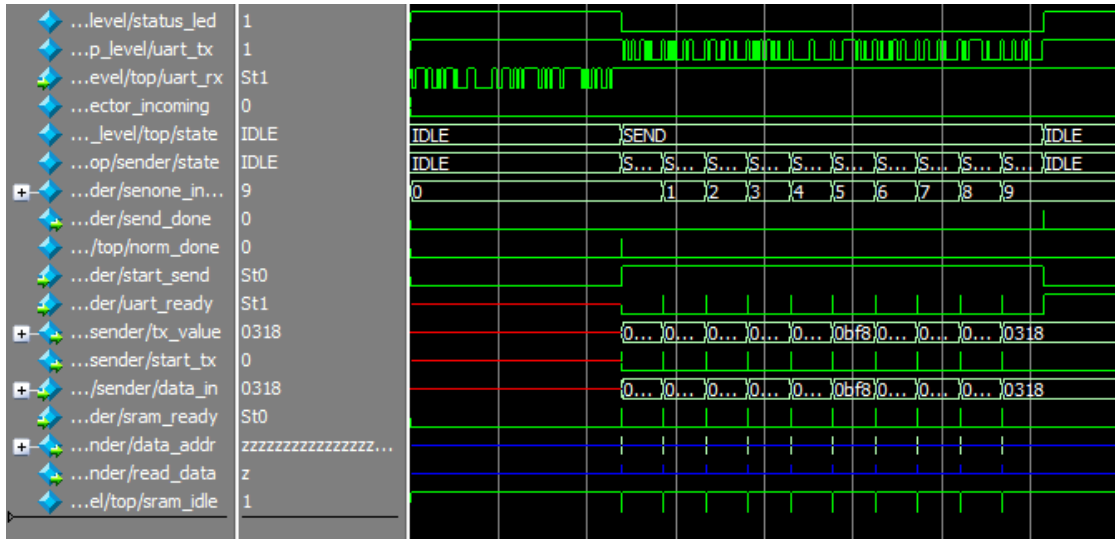 ...level/status_led 1
...p_level/uart_tx 1
...evel/top/uart_rx St1
...ector_incoming 0
..._level/top/state IDLE IDLE SEND IDLE
...op/sender/state IDLE IDLE S... S... S... S... S... S... S... S... S... S... IDLE
...der/senone_in... 9 0 1 2 3 4 5 6 7 8 9
...der/send_done 0
.../top/norm_done 0
...der/start_send St0
...der/uart_ready St1
...sender/tx_value 0318 0... 0... 0... 0... 0... 0bf8 0... 0... 0... 0318
...sender/start_tx 0
.../sender/data_in 0318 0... 0... 0... 0... 0... 0bf8 0... 0... 0... 0318
...der/sram_ready St0
...nder/data_addr zzzzzzzzzzzzzzzz...
...nder/read_data z
...el/top/sram_idle 1